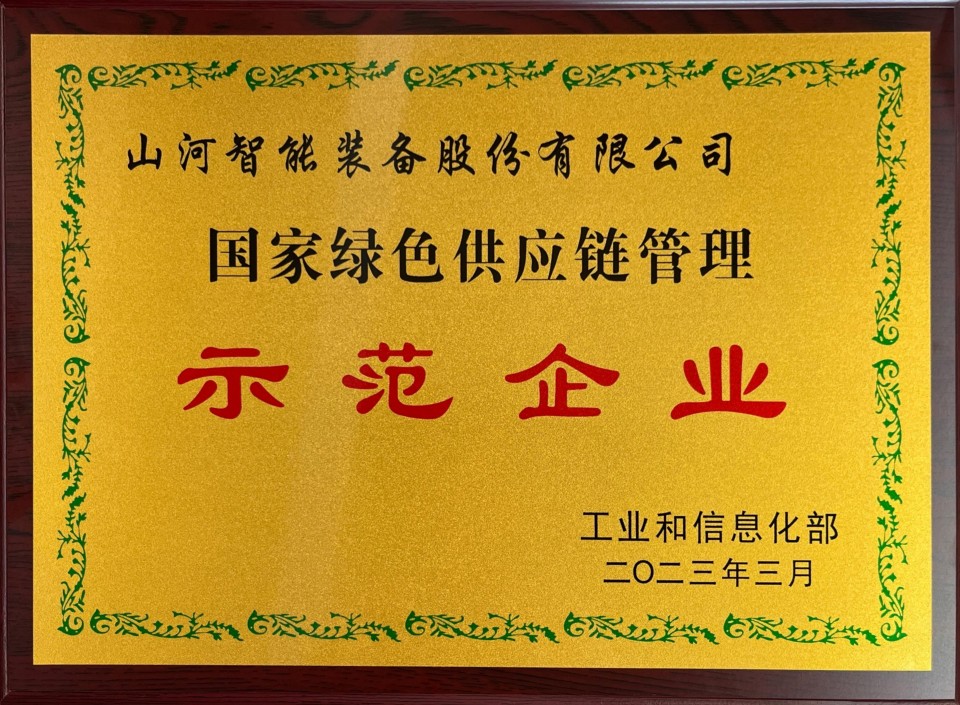 山河智能装备股份有限公司
国家绿色供应链管理
示范企业
工业和信息化部
二〇二三年三月